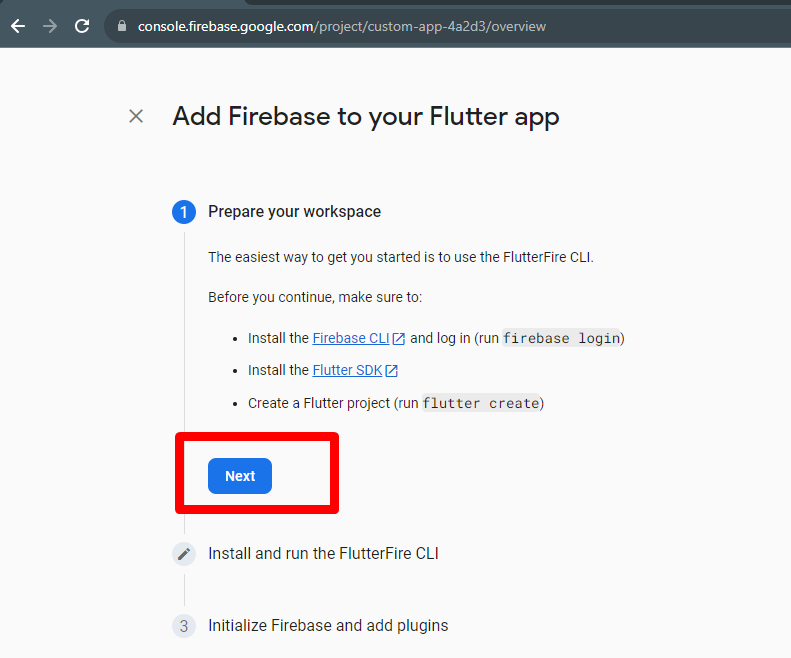 console.firebase.google.com/project/custom-app-4a2d3/overview
Add Firebase to your Flutter app
1 Prepare your workspace
The easiest way to get you started is to use the FlutterFire CLI.
Before you continue, make sure to:
• Install the Firebase CLI and log in (run firebase login)
• Install the Flutter SDK
• Create a Flutter project (run flutter create)
Next
Install and run the FlutterFire CLI
3 Initialize Firebase and add plugins